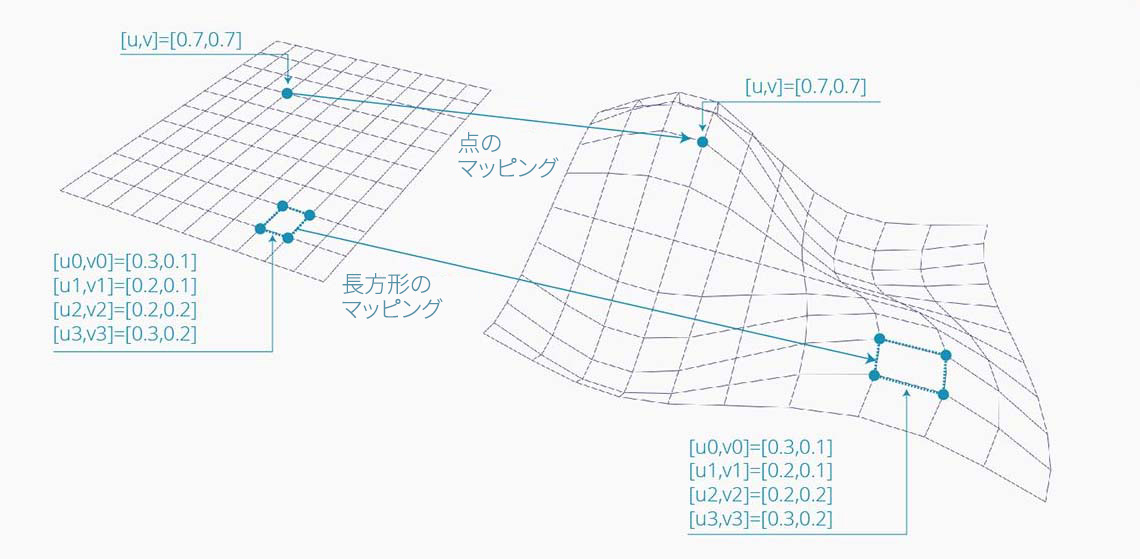 [u,v]=[0.7,0.7]
[u,v]=[0.7,0.7]
点の
マッピング
[u0,v0]=[0.3,0.1]
[u1,v1]=[0.2,0.1]
[u2,v2]=[0.2,0.2]
[u3,v3]=[0.3,0.2]
長方形の
マッピング
[u0,v0]=[0.3,0.1]
[u1,v1]=[0.2,0.1]
[u2,v2]=[0.2,0.2]
[u3,v3]=[0.3,0.2]